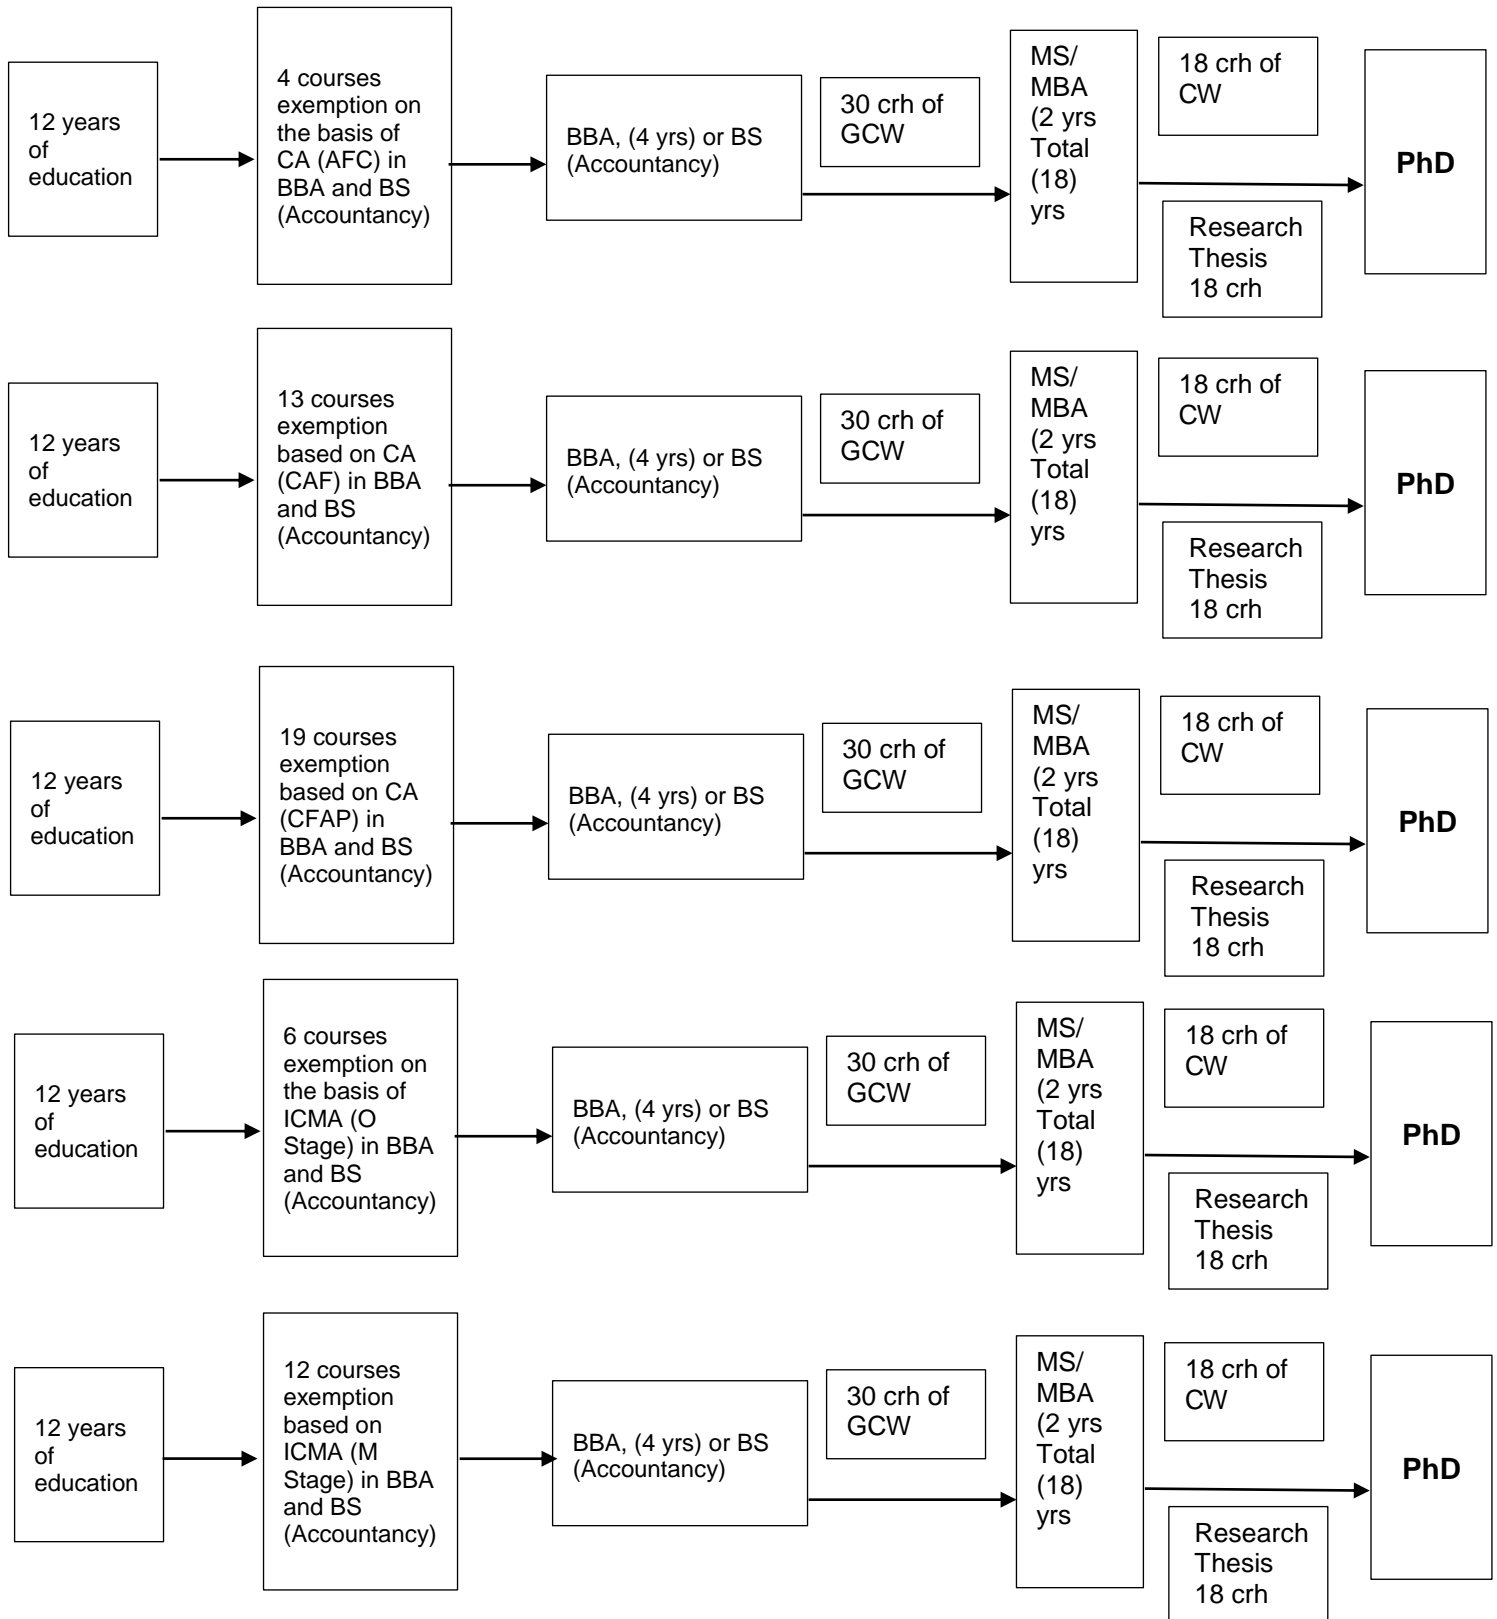 12 years
of
education
4 courses
exemption on
the basis of
CA (AFC) in
BBA and BS
(Accountancy)
BBA, (4 yrs) or BS
(Accountancy)
30 crh of
GCW
MS/
MBA
(2 yrs
Total
(18)
yrs
18 crh of
CW
Research
Thesis
18 crh
PhD
12 years
of
education
13 courses
exemption
based on CA
(CAF) in BBA
and BS
(Accountancy)
BBA, (4 yrs) or BS
(Accountancy)
30 crh of
GCW
MS/
MBA
(2 yrs
Total
(18)
yrs
18 crh of
CW
Research
Thesis
18 crh
PhD
12 years
of
education
19 courses
exemption
based on CA
(CFAP) in
BBA and BS
(Accountancy)
BBA, (4 yrs) or BS
(Accountancy)
30 crh of
GCW
MS/
MBA
(2 yrs
Total
(18)
yrs
18 crh of
CW
Research
Thesis
18 crh
PhD
12 years
of
education
6 courses
exemption on
the basis of
ICMA (O
Stage) in BBA
and BS
(Accountancy)
BBA, (4 yrs) or BS
(Accountancy)
30 crh of
GCW
MS/
MBA
(2 yrs
Total
(18)
yrs
18 crh of
CW
Research
Thesis
18 crh
PhD
12 years
of
education
12 courses
exemption
based on
ICMA (M
Stage) in BBA
and BS
(Accountancy)
BBA, (4 yrs) or BS
(Accountancy)
30 crh of
GCW
MS/
MBA
(2 yrs
Total
(18)
yrs
18 crh of
CW
Research
Thesis
18 crh
PhD